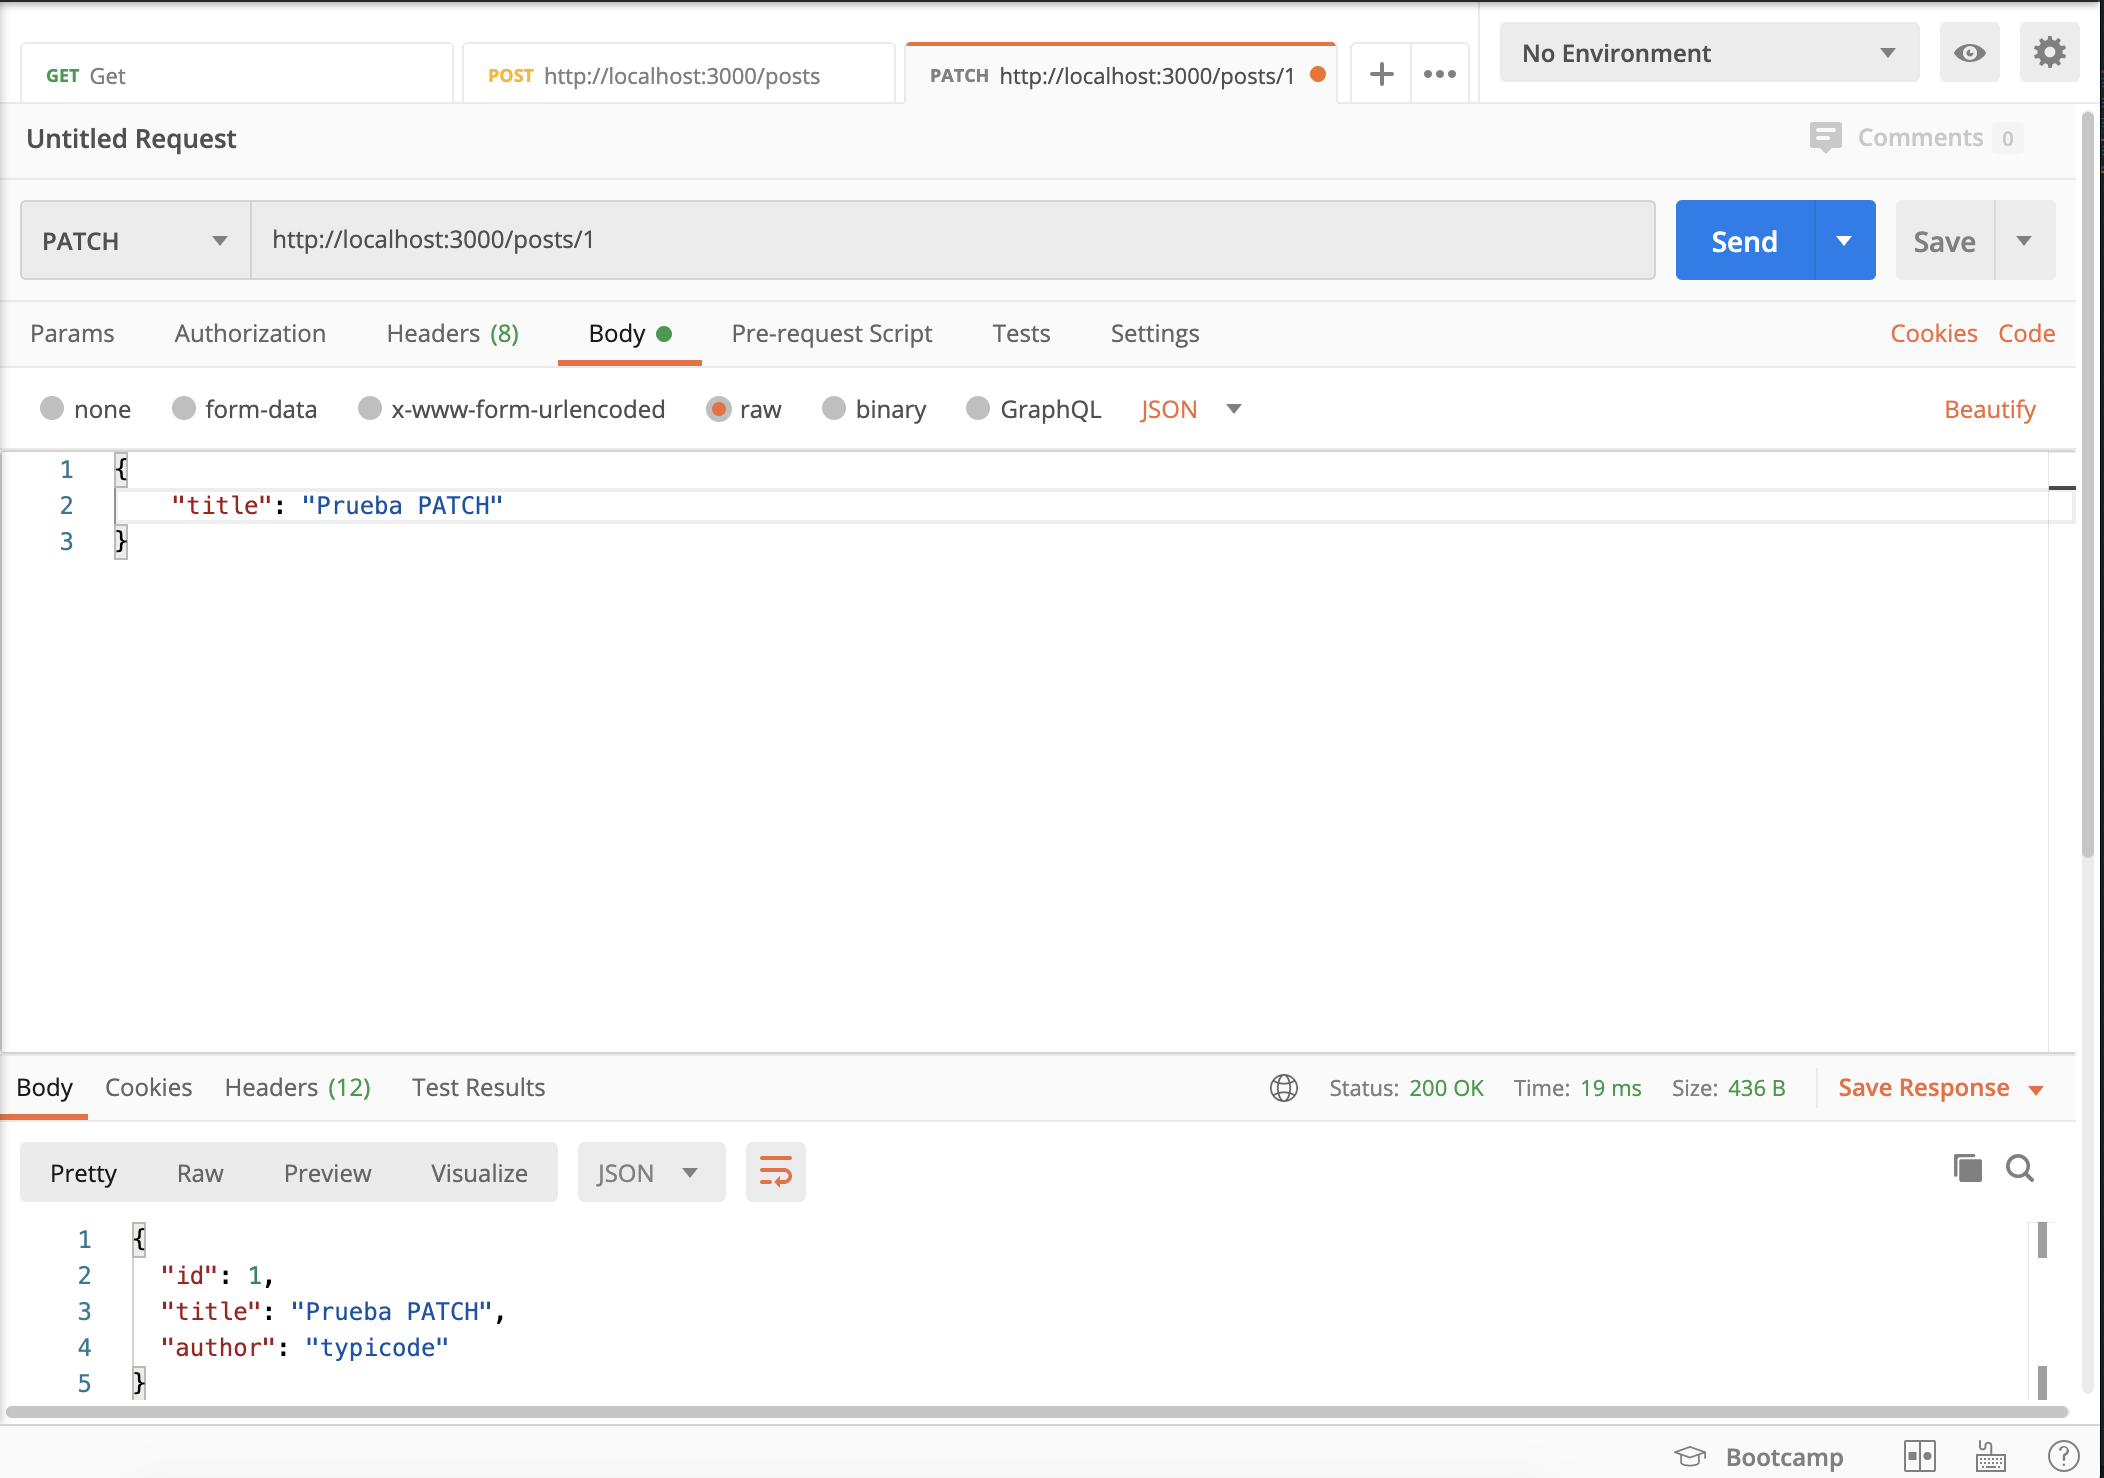 GET Get
POST http://localhost:3000/posts
PATCH http://localhost:3000/posts/1
No Environment
Untitled Request
Comments 0
PATCH
http://localhost:3000/posts/1
Send
Save
Params Authorization Headers (8) Body Pre-request Script Tests Settings Cookies Code
none form-data x-www-form-urlencoded raw binary GraphQL JSON Beautify
1 {
2 "title": "Prueba PATCH"
3 }
Body Cookies Headers (12) Test Results Status: 200 OK Time: 19 ms Size: 436 B Save Response
Pretty Raw Preview Visualize JSON
1 {
2 "id": 1,
3 "title": "Prueba PATCH",
4 "author": "typicode"
5 }
Bootcamp